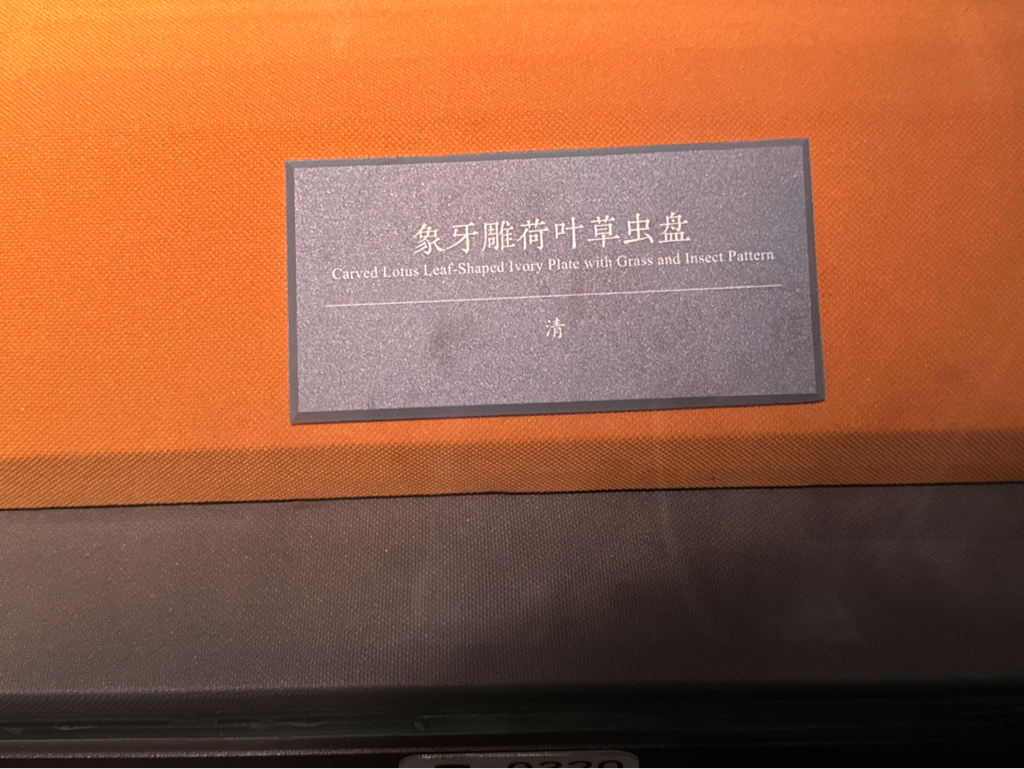 象牙雕荷叶草虫盘
Carved Lotus Leaf-Shaped Ivory Plate with Grass and Insect Pattern
清